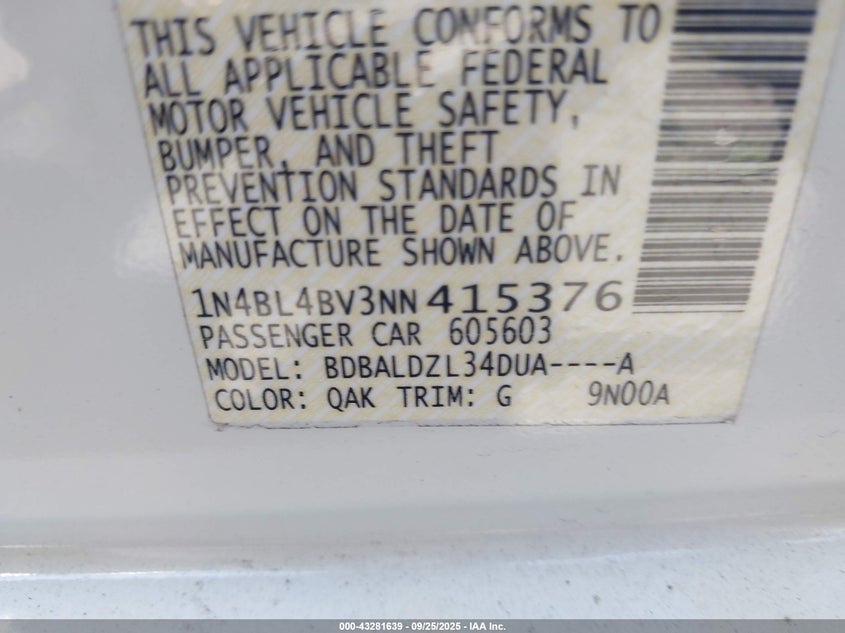 THIS VEHICLE CONFORMS TO
ALL APPLICABLE FEDERAL
MOTOR VEHICLE SAFETY,
BUMPER, AND THEFT
PREVENTION STANDARDS IN
EFFECT ON THE DATE OF
MANUFACTURE SHOWN ABOVE.
1N4BL4BV3NN415376
PASSENGER CAR 605603
MODEL: BDBALDZL34DUA----A
COLOR: QAK TRIM: G 9N00A
000-43281639 - 09/25/2025 - IAA Inc.